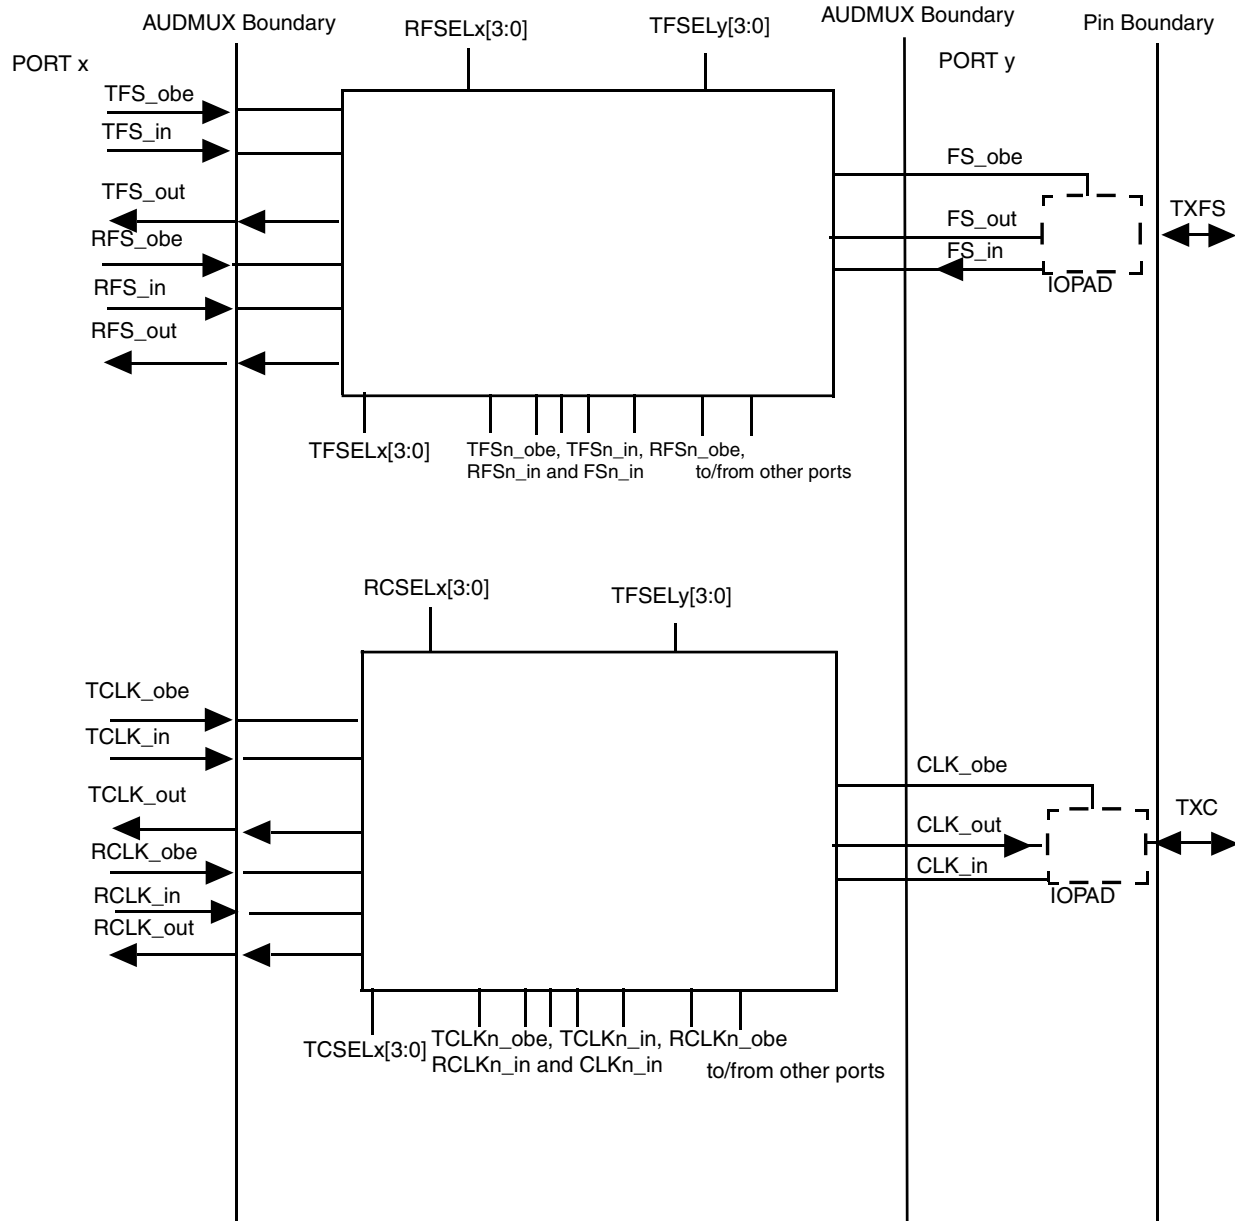 AUDMUX Boundary
RFSELx[3:0]
TFSELy[3:0]
AUDMUX Boundary
Pin Boundary
PORT x
PORT y
TFS_obe
TFS_in
TFS_out
RFS_obe
RFS_in
RFS_out
FS_obe
FS_out
FS_in
TXFS
IOPAD
TFSELx[3:0]
TFSn_obe, TFSn_in, RFSn_obe,
RFSn_in and FSn_in
to/from other ports
RCSELx[3:0]
TFSELy[3:0]
TCLK_obe
TCLK_in
TCLK_out
RCLK_obe
RCLK_in
RCLK_out
CLK_obe
CLK_out
CLK_in
TXC
IOPAD
TCSELx[3:0]
TCLKn_obe, TCLKn_in, RCLKn_obe
RCLKn_in and CLKn_in
to/from other ports